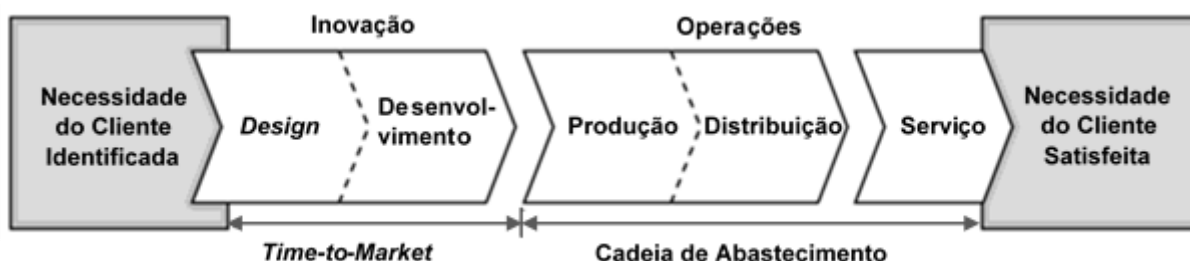 Inovação
Operações
Necessidade
do Cliente
Identificada
Design
Desenvol-
vimento
Produção
Distribuição
Serviço
Necessidade
do Cliente
Satisfeita
Time-to-Market
Cadeia de Abastecimento